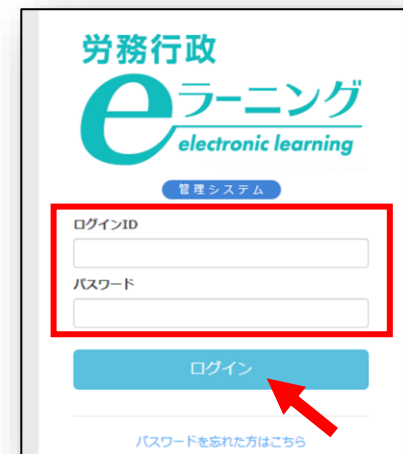 労務行政
eラーニング
electronic learning
管理システム
ログインID
パスワード
ログイン
パスワードを忘れた方はこちら